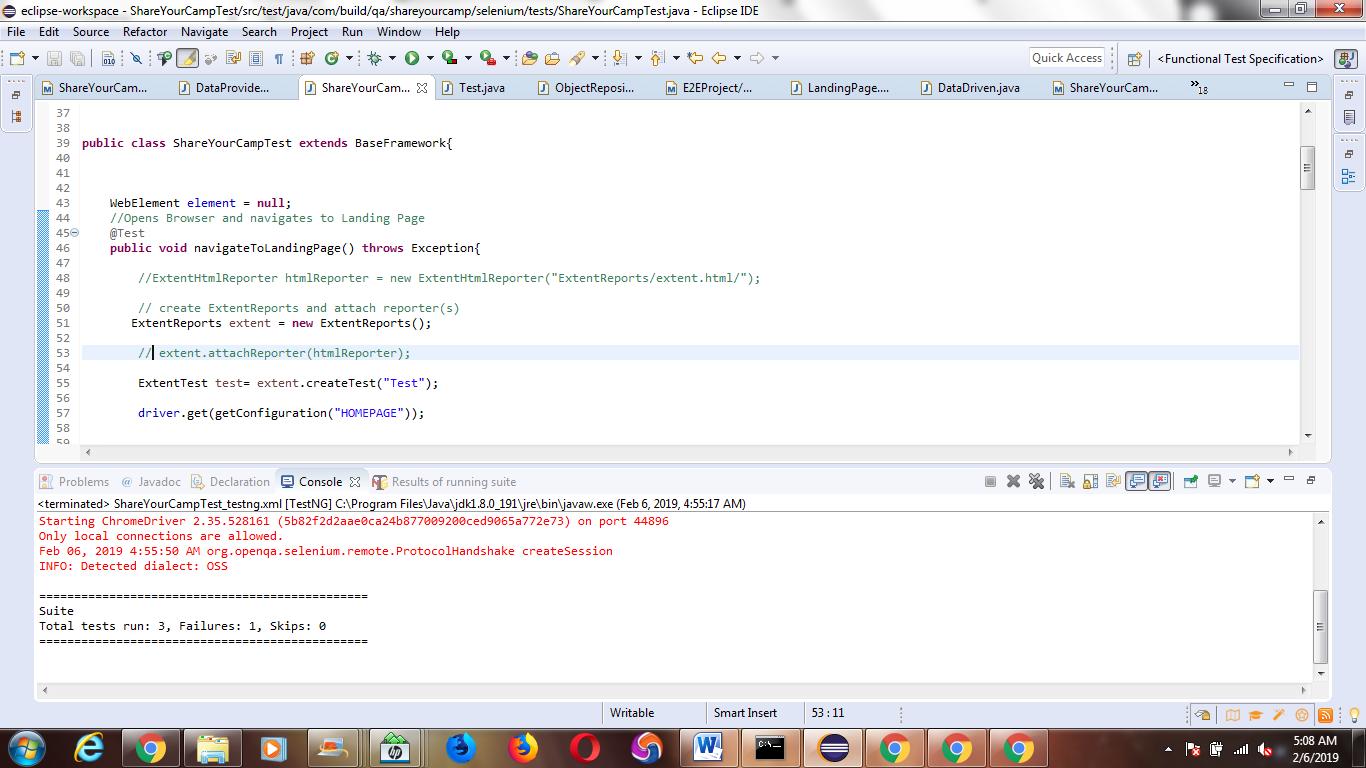 eclipse-workspace - ShareYourCampTest/src/test/java/com/build/qa/shareyourcamp/selenium/tests/ShareYourCampTest.java - Eclipse IDE
File Edit Source Refactor Navigate Search Project Run Window Help
Quick Access <Functional Test Specification>
ShareYourCam... DataProvide... ShareYourCam... Test.java ObjectReposi... E2EProject/... LandingPage.... DataDriven.java ShareYourCam... »18
37
38
39 public class ShareYourCampTest extends BaseFramework{
40
41
42
43 WebElement element = null;
44 //Opens Browser and navigates to Landing Page
45 @Test
46 public void navigateToLandingPage() throws Exception{
47
48 //ExtentHtmlReporter htmlReporter = new ExtentHtmlReporter("ExtentReports/extent.html/");
49
50 // create ExtentReports and attach reporter(s)
51 ExtentReports extent = new ExtentReports();
52
53 // extent.attachReporter(htmlReporter);
54
55 ExtentTest test= extent.createTest("Test");
56
57 driver.get(getConfiguration("HOMEPAGE"));
58
59
Problems @ Javadoc Declaration Console Results of running suite
<terminated> ShareYourCampTest_testng.xml [TestNG] C:\Program Files\Java\jdk1.8.0_191\jre\bin\javaw.exe (Feb 6, 2019, 4:55:17 AM)
Starting ChromeDriver 2.35.528161 (5b82f2d2aae0ca24b877009200ced9065a772e73) on port 44896
Only local connections are allowed.
Feb 06, 2019 4:55:50 AM org.openqa.selenium.remote.ProtocolHandshake createSession
INFO: Detected dialect: OSS
===============================================
Suite
Total tests run: 3, Failures: 1, Skips: 0
===============================================
Writable Smart Insert 53 : 11
5:08 AM
2/6/2019